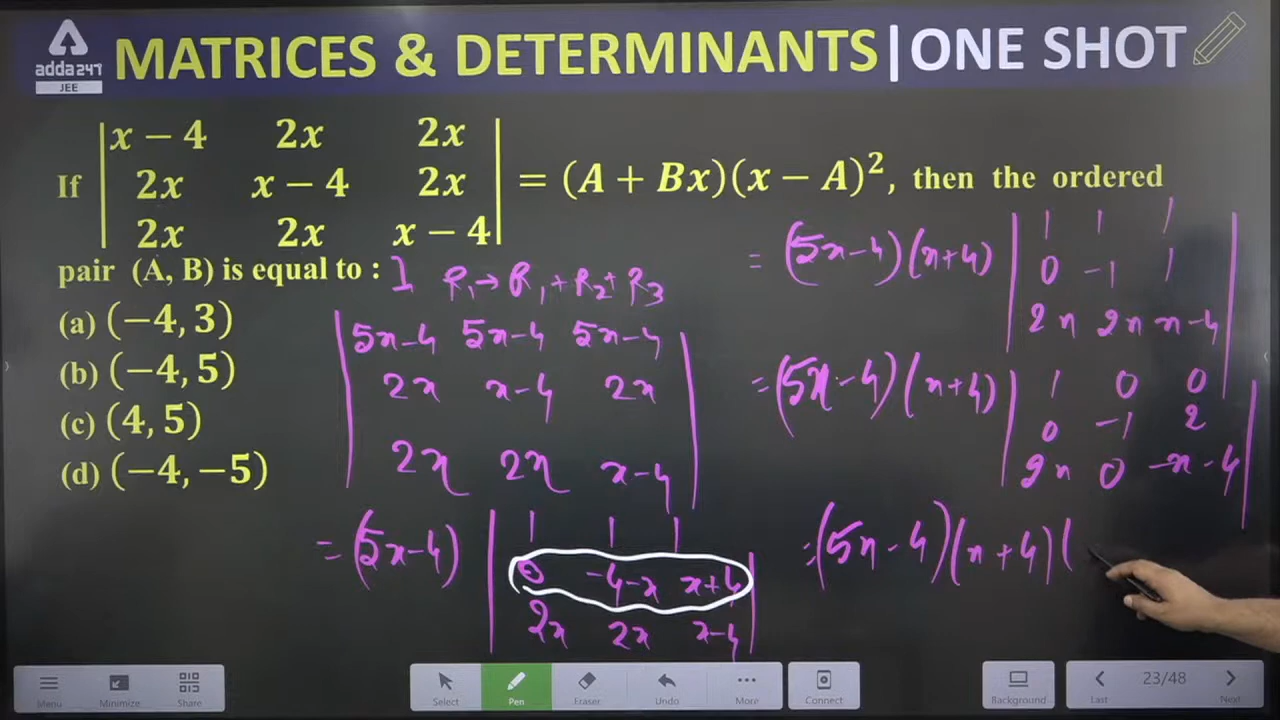 adda247
JEE
MATRICES & DETERMINANTS | ONE SHOT
If |x − 4 2x 2x|
|2x x − 4 2x| = (A + Bx)(x − A)², then the ordered
|2x 2x x − 4|
pair (A, B) is equal to :
(a) (−4, 3)
(b) (−4, 5)
(c) (4, 5)
(d) (−4, −5)
R₁→ R₁+R₂+R₃
|5x-4 5x-4 5x-4|
|2x x-4 2x|
|2x 2x x-4|
= (5x-4) |1 1 1|
|0 -4-x x+4|
|2x 2x x-4|
= (5x-4)(x+4) |1 1 1|
|0 -1 1|
|2x 2x x-4|
= (5x-4)(x+4) |1 0 0|
|0 -1 2|
|2x 0 -x-4|
= (5x-4)(x+4)(
Menu
Minimize
Share
Select
Pen
Eraser
Undo
More
Connect
Background
Last
23/48
Next